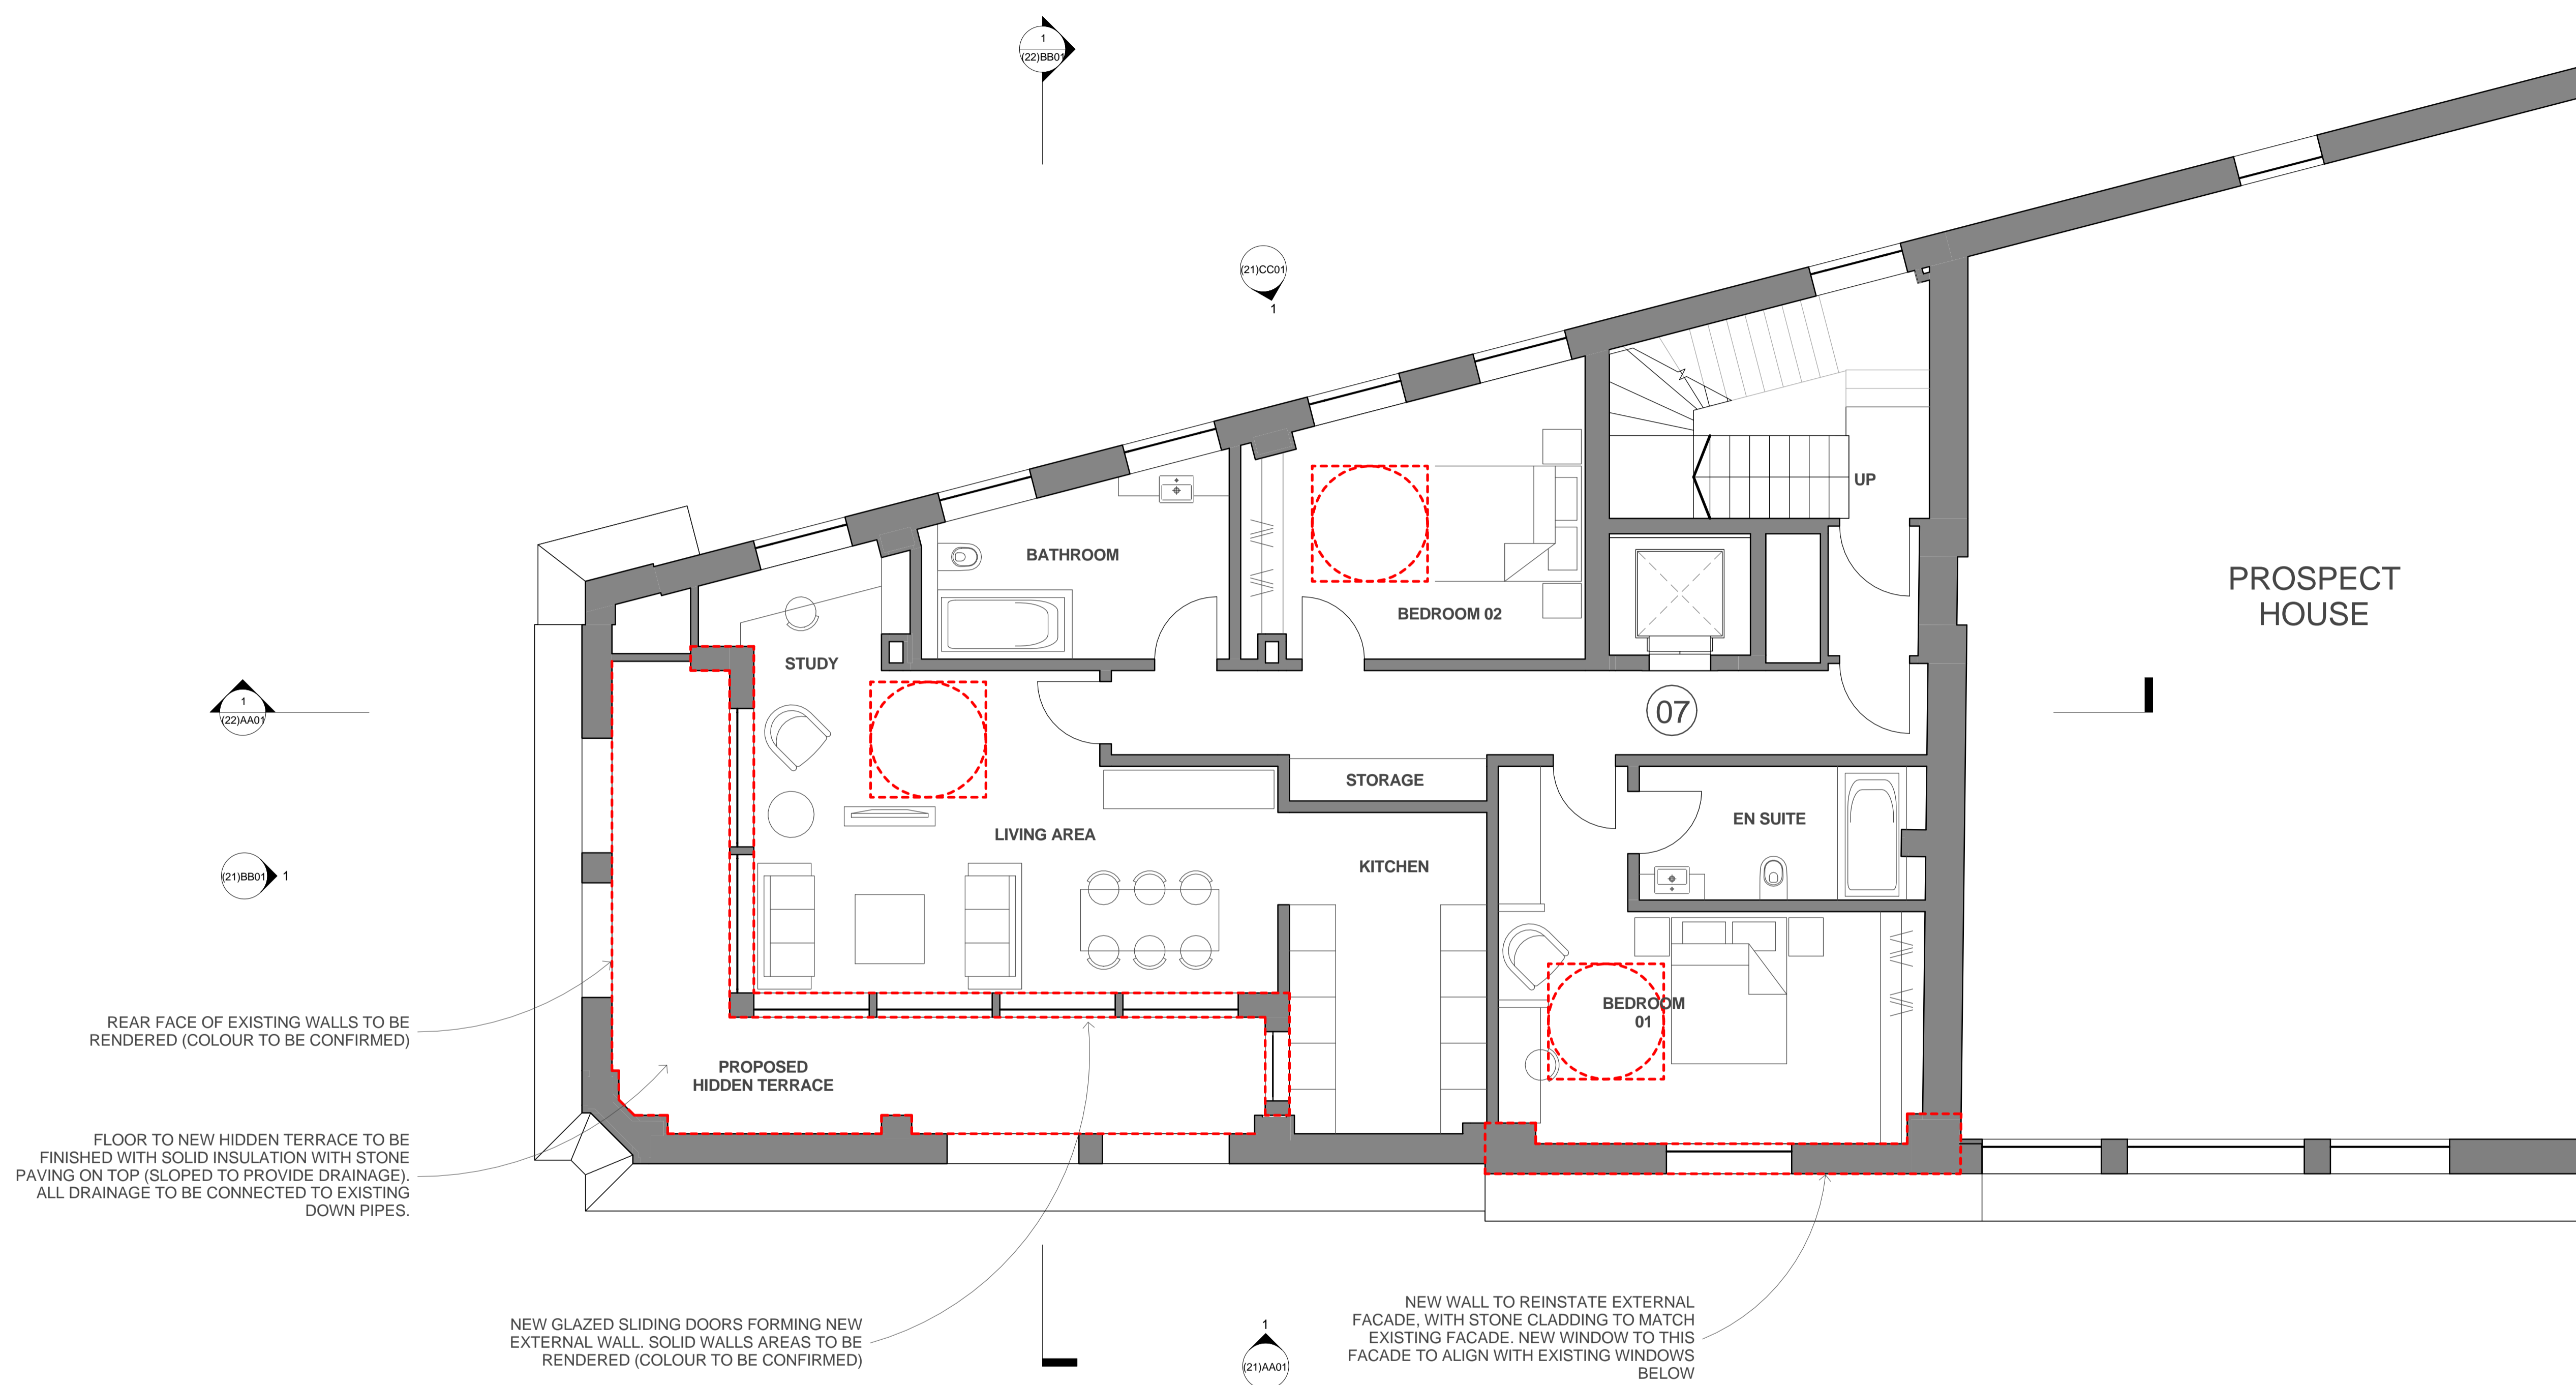 1
(22)BB01
(21)CC01
1
PROSPECT
HOUSE
UP
BATHROOM
BEDROOM 02
STUDY
1
(22)AA01
07
STORAGE
LIVING AREA
EN SUITE
KITCHEN
(21)BB01
1
BEDROOM
01
REAR FACE OF EXISTING WALLS TO BE
RENDERED (COLOUR TO BE CONFIRMED)
PROPOSED
HIDDEN TERRACE
FLOOR TO NEW HIDDEN TERRACE TO BE
FINISHED WITH SOLID INSULATION WITH STONE
PAVING ON TOP (SLOPED TO PROVIDE DRAINAGE).
ALL DRAINAGE TO BE CONNECTED TO EXISTING
DOWN PIPES.
NEW GLAZED SLIDING DOORS FORMING NEW
EXTERNAL WALL. SOLID WALLS AREAS TO BE
RENDERED (COLOUR TO BE CONFIRMED)
1
(21)AA01
NEW WALL TO REINSTATE EXTERNAL
FACADE, WITH STONE CLADDING TO MATCH
EXISTING FACADE. NEW WINDOW TO THIS
FACADE TO ALIGN WITH EXISTING WINDOWS
BELOW